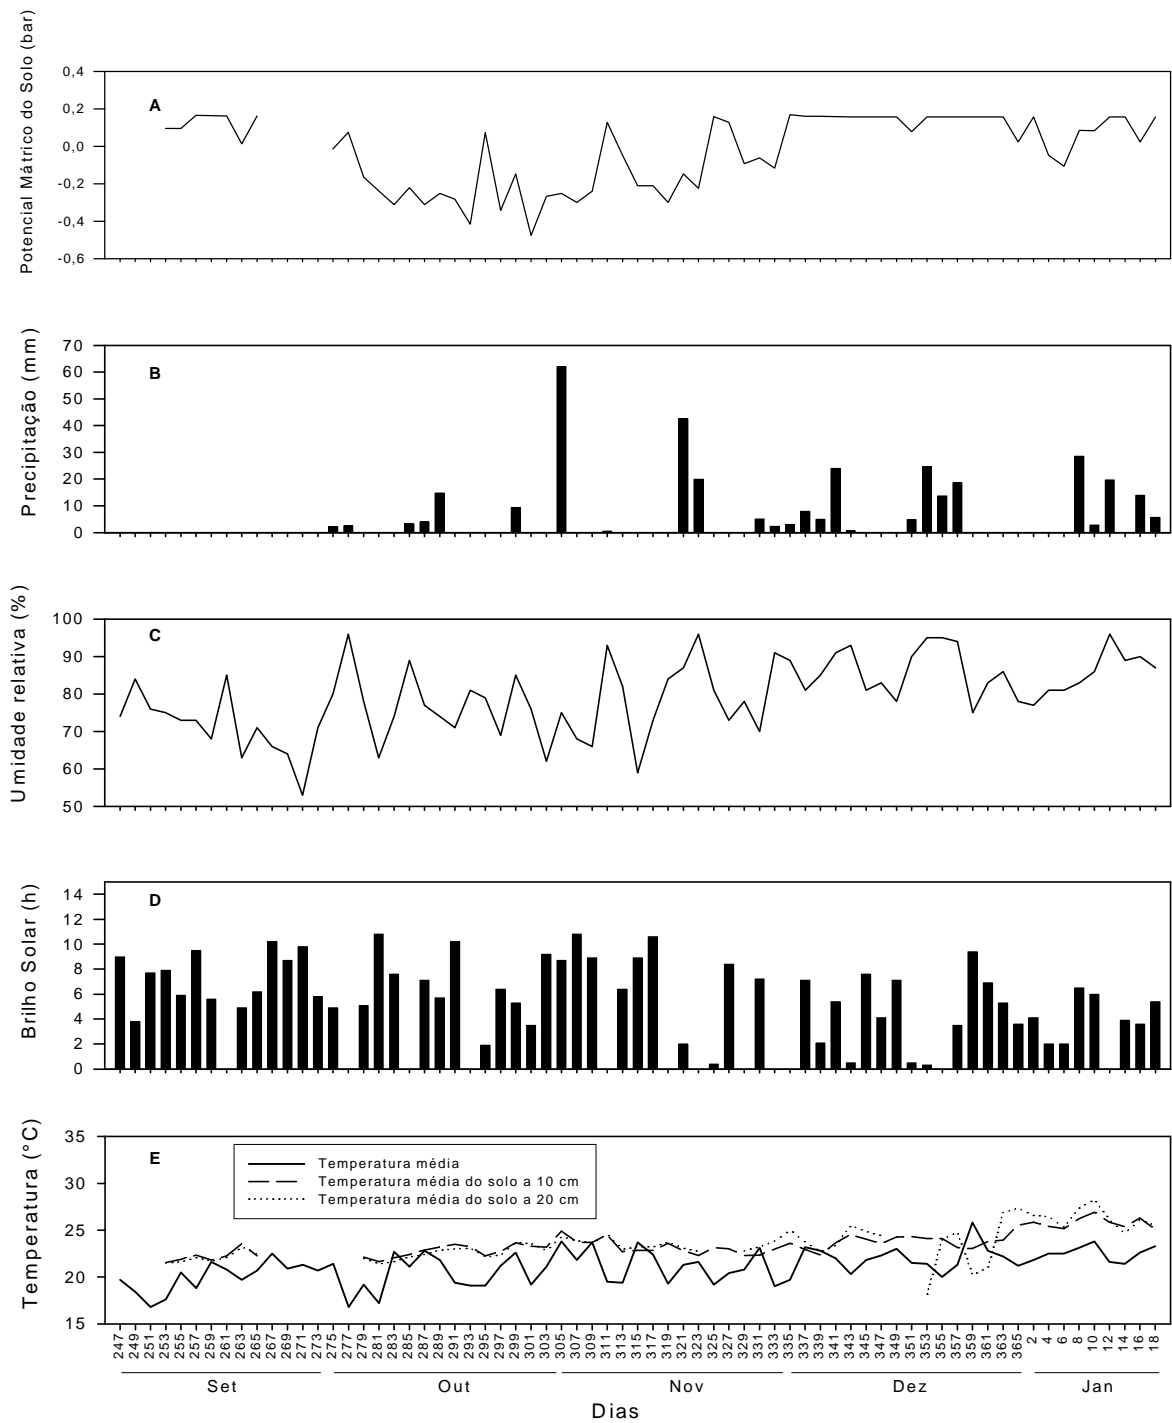 Potencial Mátrico do Solo (bar)
0,4
0,2
0,0
-0,2
-0,4
-0,6
A
Precipitação (mm)
70
60
50
40
30
20
10
0
B
Umidade relativa (%)
100
90
80
70
60
50
C
Brilho Solar (h)
14
12
10
8
6
4
2
0
D
Temperatura (°C)
35
30
25
20
15
E
Temperatura média
Temperatura média do solo a 10 cm
Temperatura média do solo a 20 cm
247 249 251 253 255 257 259 261 263 265 267 269 271 273 275 277 279 281 283 285 287 289 291 293 295 297 299 301 303 305 307 309 311 313 315 317 319 321 323 325 327 329 331 333 335 337 339 341 343 345 347 349 351 353 355 357 359 361 363 365 2 4 6 8 10 12 14 16 18
Set Out Nov Dez Jan
Dias